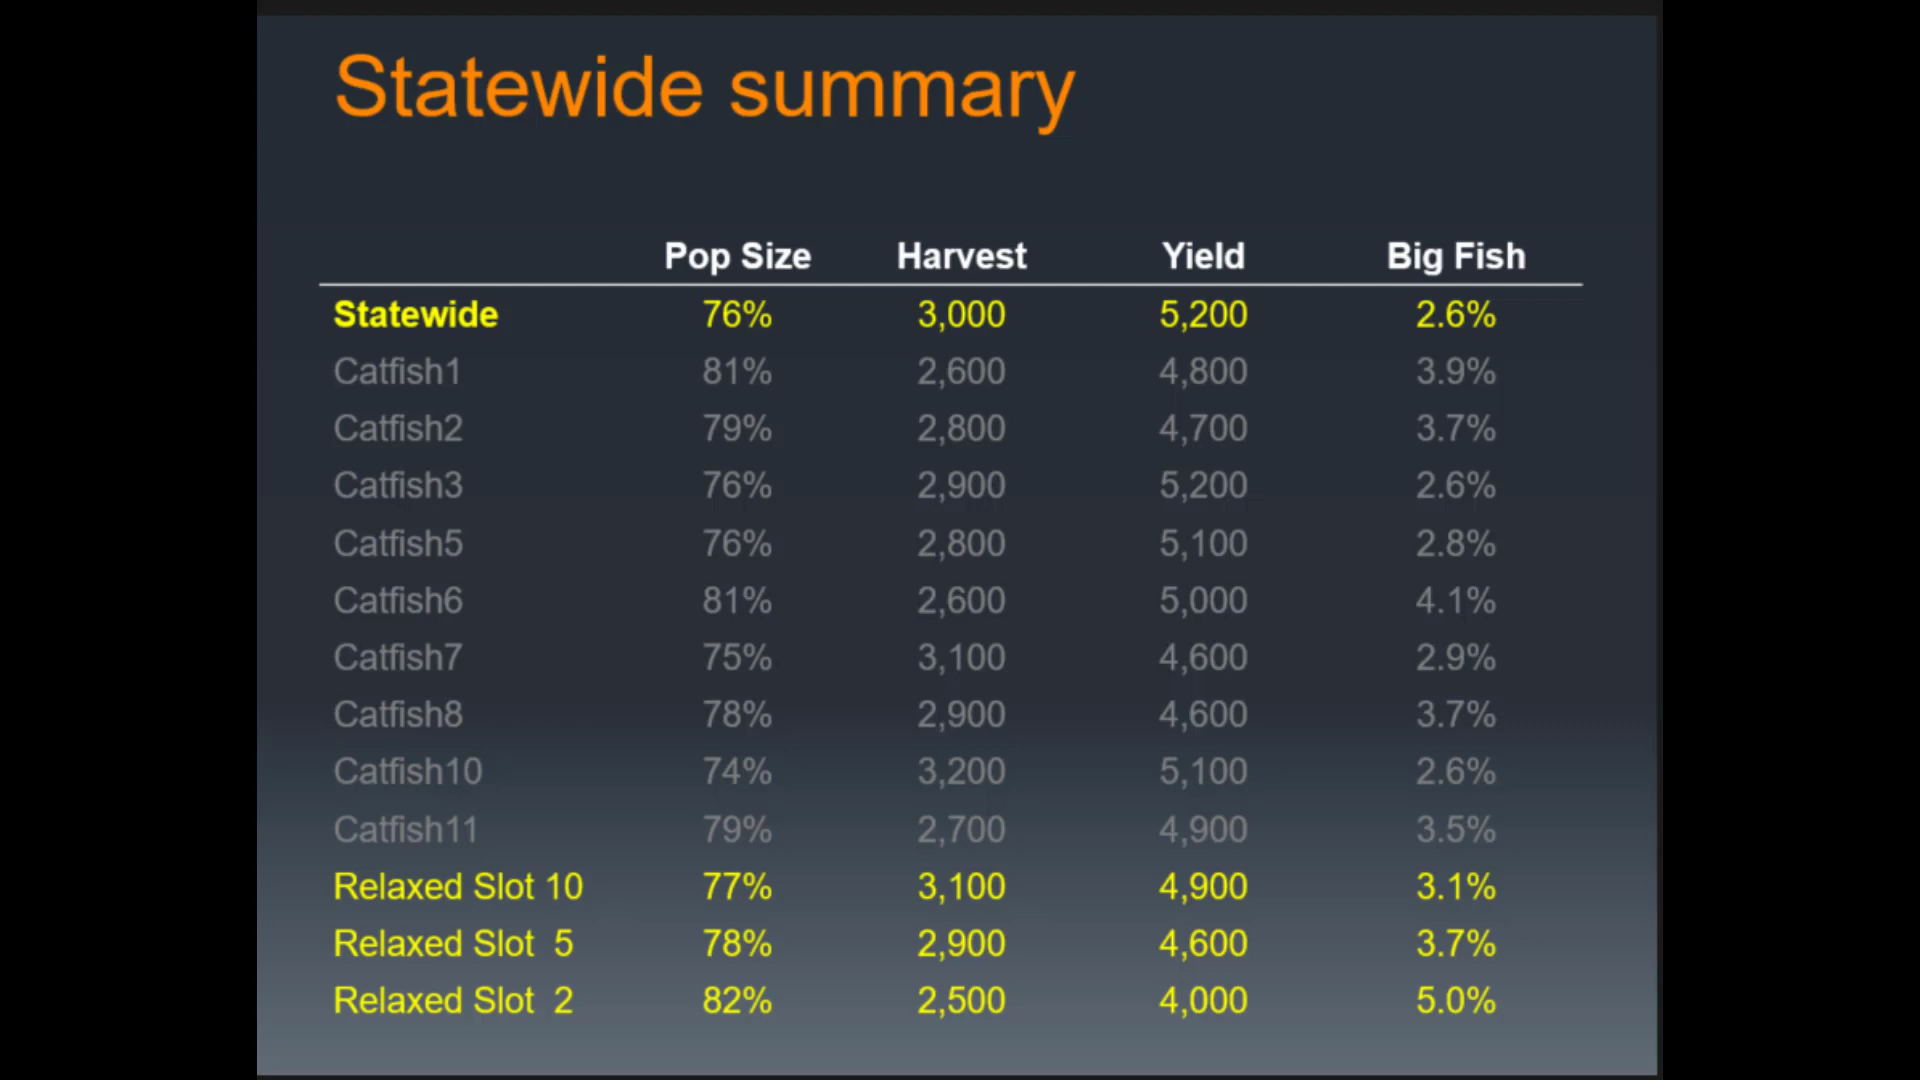 Statewide summary
Pop Size Harvest Yield Big Fish
Statewide 76% 3,000 5,200 2.6%
Catfish1 81% 2,600 4,800 3.9%
Catfish2 79% 2,800 4,700 3.7%
Catfish3 76% 2,900 5,200 2.6%
Catfish5 76% 2,800 5,100 2.8%
Catfish6 81% 2,600 5,000 4.1%
Catfish7 75% 3,100 4,600 2.9%
Catfish8 78% 2,900 4,600 3.7%
Catfish10 74% 3,200 5,100 2.6%
Catfish11 79% 2,700 4,900 3.5%
Relaxed Slot 10 77% 3,100 4,900 3.1%
Relaxed Slot 5 78% 2,900 4,600 3.7%
Relaxed Slot 2 82% 2,500 4,000 5.0%